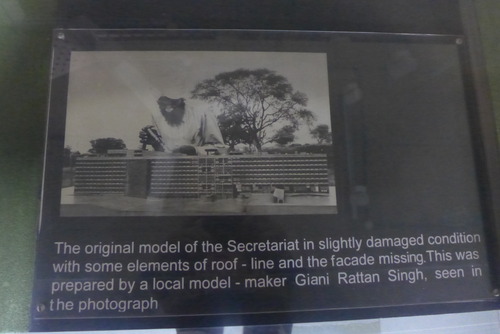 The original model of the Secretariat in slightly damaged condition
with some elements of roof - line and the facade missing.This was
prepared by a local model - maker Giani Rattan Singh, seen in
the photograph